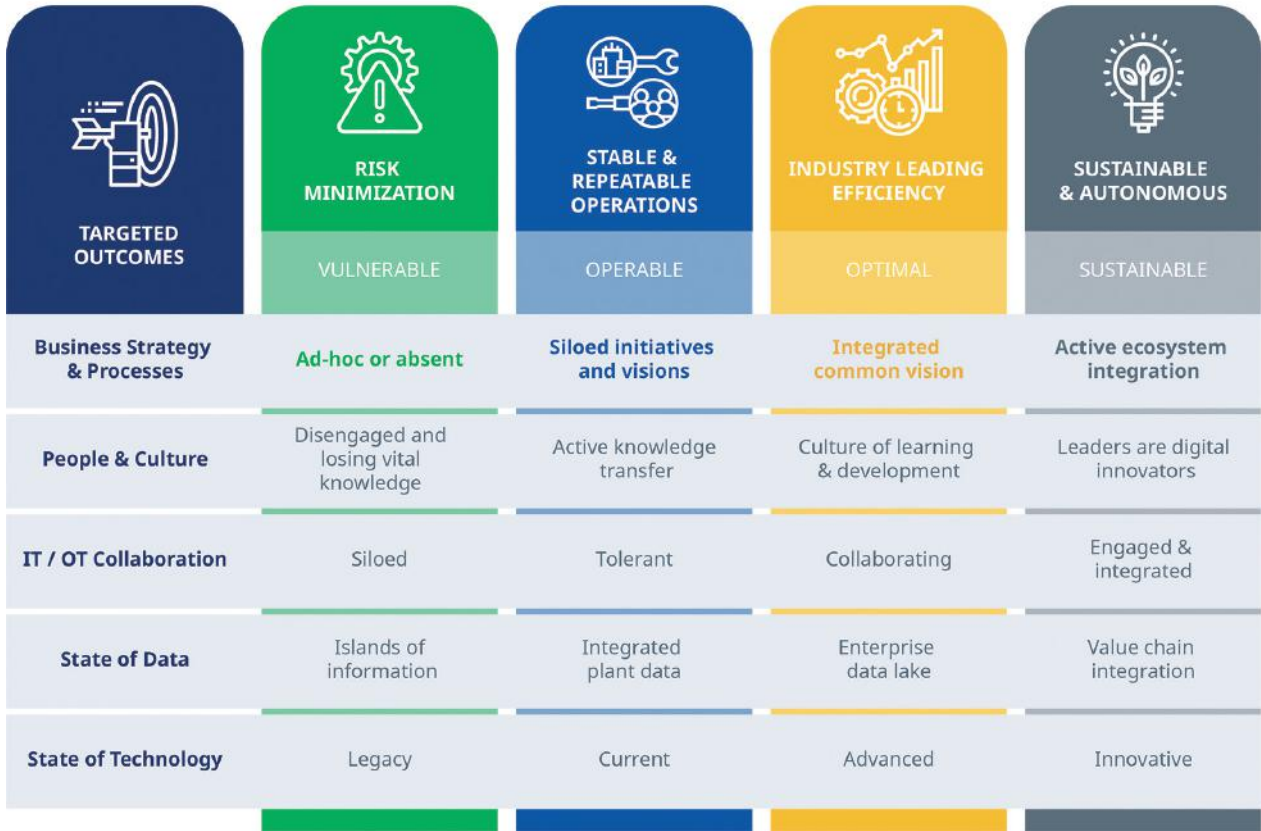 TARGETED
OUTCOMES
RISK
MINIMIZATION
VULNERABLE
STABLE &
REPEATABLE
OPERATIONS
OPERABLE
INDUSTRY LEADING
EFFICIENCY
OPTIMAL
SUSTAINABLE
& AUTONOMOUS
SUSTAINABLE
Business Strategy
& Processes
Ad-hoc or absent
Siloed initiatives
and visions
Integrated
common vision
Active ecosystem
integration
People & Culture
Disengaged and
losing vital
knowledge
Active knowledge
transfer
Culture of learning
& development
Leaders are digital
innovators
IT / OT Collaboration
Siloed
Tolerant
Collaborating
Engaged &
integrated
State of Data
Islands of
information
Integrated
plant data
Enterprise
data lake
Value chain
integration
State of Technology
Legacy
Current
Advanced
Innovative